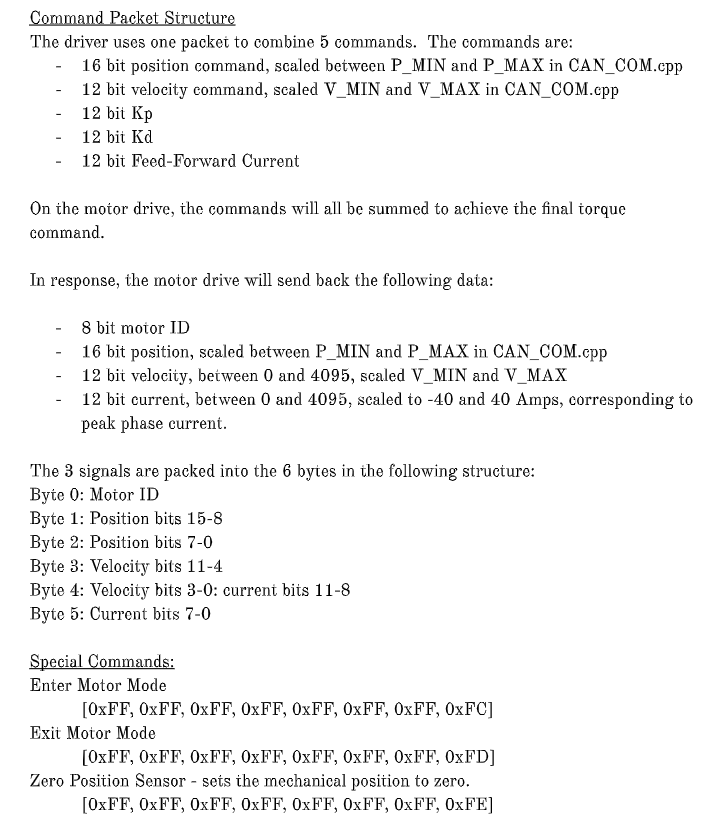 Command Packet Structure
The driver uses one packet to combine 5 commands. The commands are:
- 16 bit position command, scaled between P_MIN and P_MAX in CAN_COM.cpp
- 12 bit velocity command, scaled V_MIN and V_MAX in CAN_COM.cpp
- 12 bit Kp
- 12 bit Kd
- 12 bit Feed-Forward Current
On the motor drive, the commands will all be summed to achieve the final torque
command.
In response, the motor drive will send back the following data:
- 8 bit motor ID
- 16 bit position, scaled between P_MIN and P_MAX in CAN_COM.cpp
- 12 bit velocity, between 0 and 4095, scaled V_MIN and V_MAX
- 12 bit current, between 0 and 4095, scaled to -40 and 40 Amps, corresponding to
peak phase current.
The 3 signals are packed into the 6 bytes in the following structure:
Byte 0: Motor ID
Byte 1: Position bits 15-8
Byte 2: Position bits 7-0
Byte 3: Velocity bits 11-4
Byte 4: Velocity bits 3-0: current bits 11-8
Byte 5: Current bits 7-0
Special Commands:
Enter Motor Mode
[0xFF, 0xFF, 0xFF, 0xFF, 0xFF, 0xFF, 0xFF, 0xFC]
Exit Motor Mode
[0xFF, 0xFF, 0xFF, 0xFF, 0xFF, 0xFF, 0xFF, 0xFD]
Zero Position Sensor - sets the mechanical position to zero.
[0xFF, 0xFF, 0xFF, 0xFF, 0xFF, 0xFF, 0xFF, 0xFE]